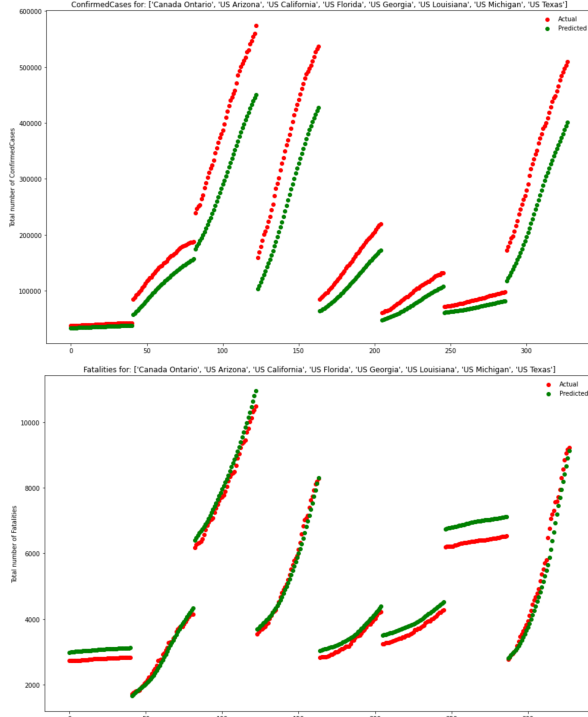 ConfirmedCases for: ['Canada Ontario', 'US Arizona', 'US California', 'US Florida', 'US Georgia', 'US Louisiana', 'US Michigan', 'US Texas']
600000
Actual
Predicted
500000
400000
Total number of ConfirmedCases
300000
200000
100000
0 50 100 150 200 250 300
Fatalities for: ['Canada Ontario', 'US Arizona', 'US California', 'US Florida', 'US Georgia', 'US Louisiana', 'US Michigan', 'US Texas']
Actual
Predicted
10000
8000
Total number of Fatalities
6000
4000
2000